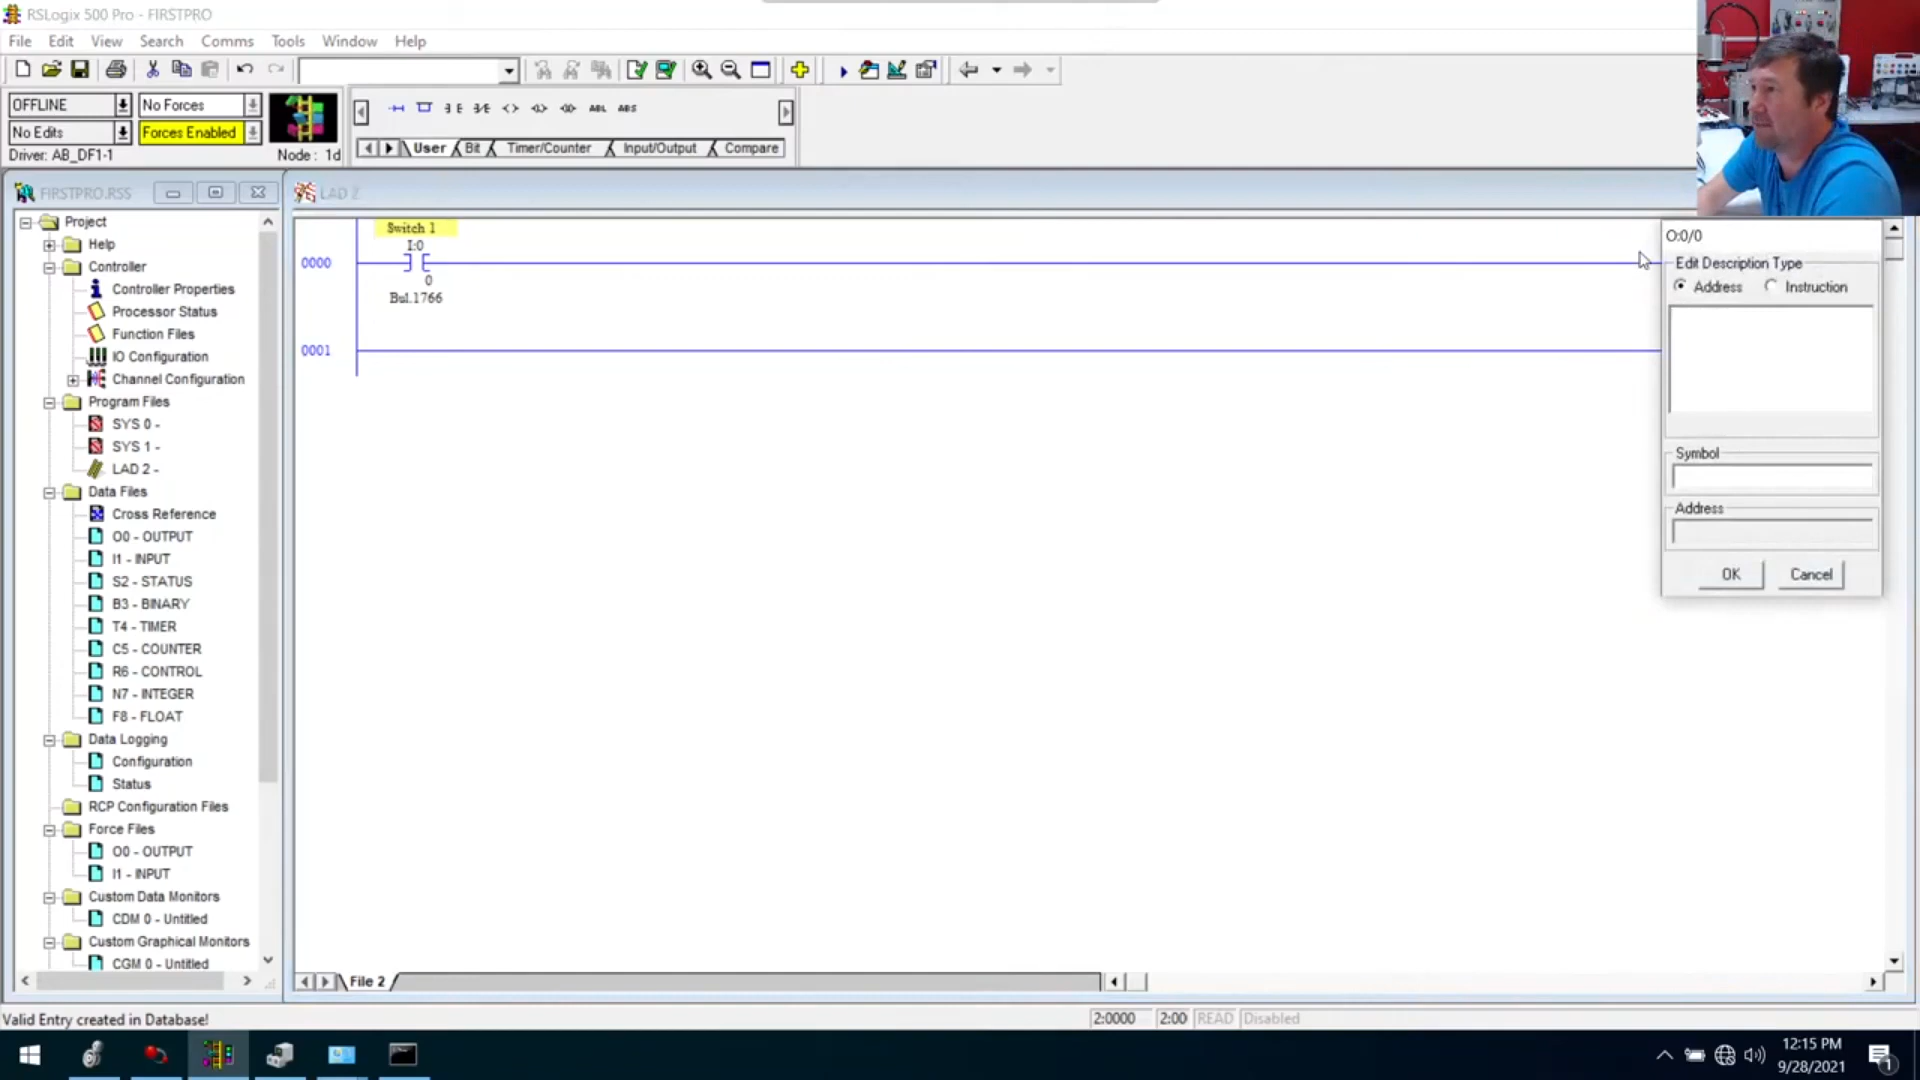 RSLogix 500 Pro - FIRSTPRO
File Edit View Search Comms Tools Window Help
OFFLINE No Forces
No Edits Forces Enabled
Driver: AB_DF1-1 Node : 1d
ABL ABS
User Bit Timer/Counter Input/Output Compare
FIRSTPRO.RSS
Project
Help
Controller
Controller Properties
Processor Status
Function Files
IO Configuration
Channel Configuration
Program Files
SYS 0 -
SYS 1 -
LAD 2 -
Data Files
Cross Reference
O0 - OUTPUT
I1 - INPUT
S2 - STATUS
B3 - BINARY
T4 - TIMER
C5 - COUNTER
R6 - CONTROL
N7 - INTEGER
F8 - FLOAT
Data Logging
Configuration
Status
RCP Configuration Files
Force Files
O0 - OUTPUT
I1 - INPUT
Custom Data Monitors
CDM 0 - Untitled
Custom Graphical Monitors
CGM 0 - Untitled
LAD 2
Switch 1
I:0
0000
0
Bul.1766
0001
File 2
O:0/0
Edit Description Type
Address Instruction
Symbol
Address
OK Cancel
Valid Entry created in Database!
2:0000 2:00 READ Disabled
12:15 PM
9/28/2021
1